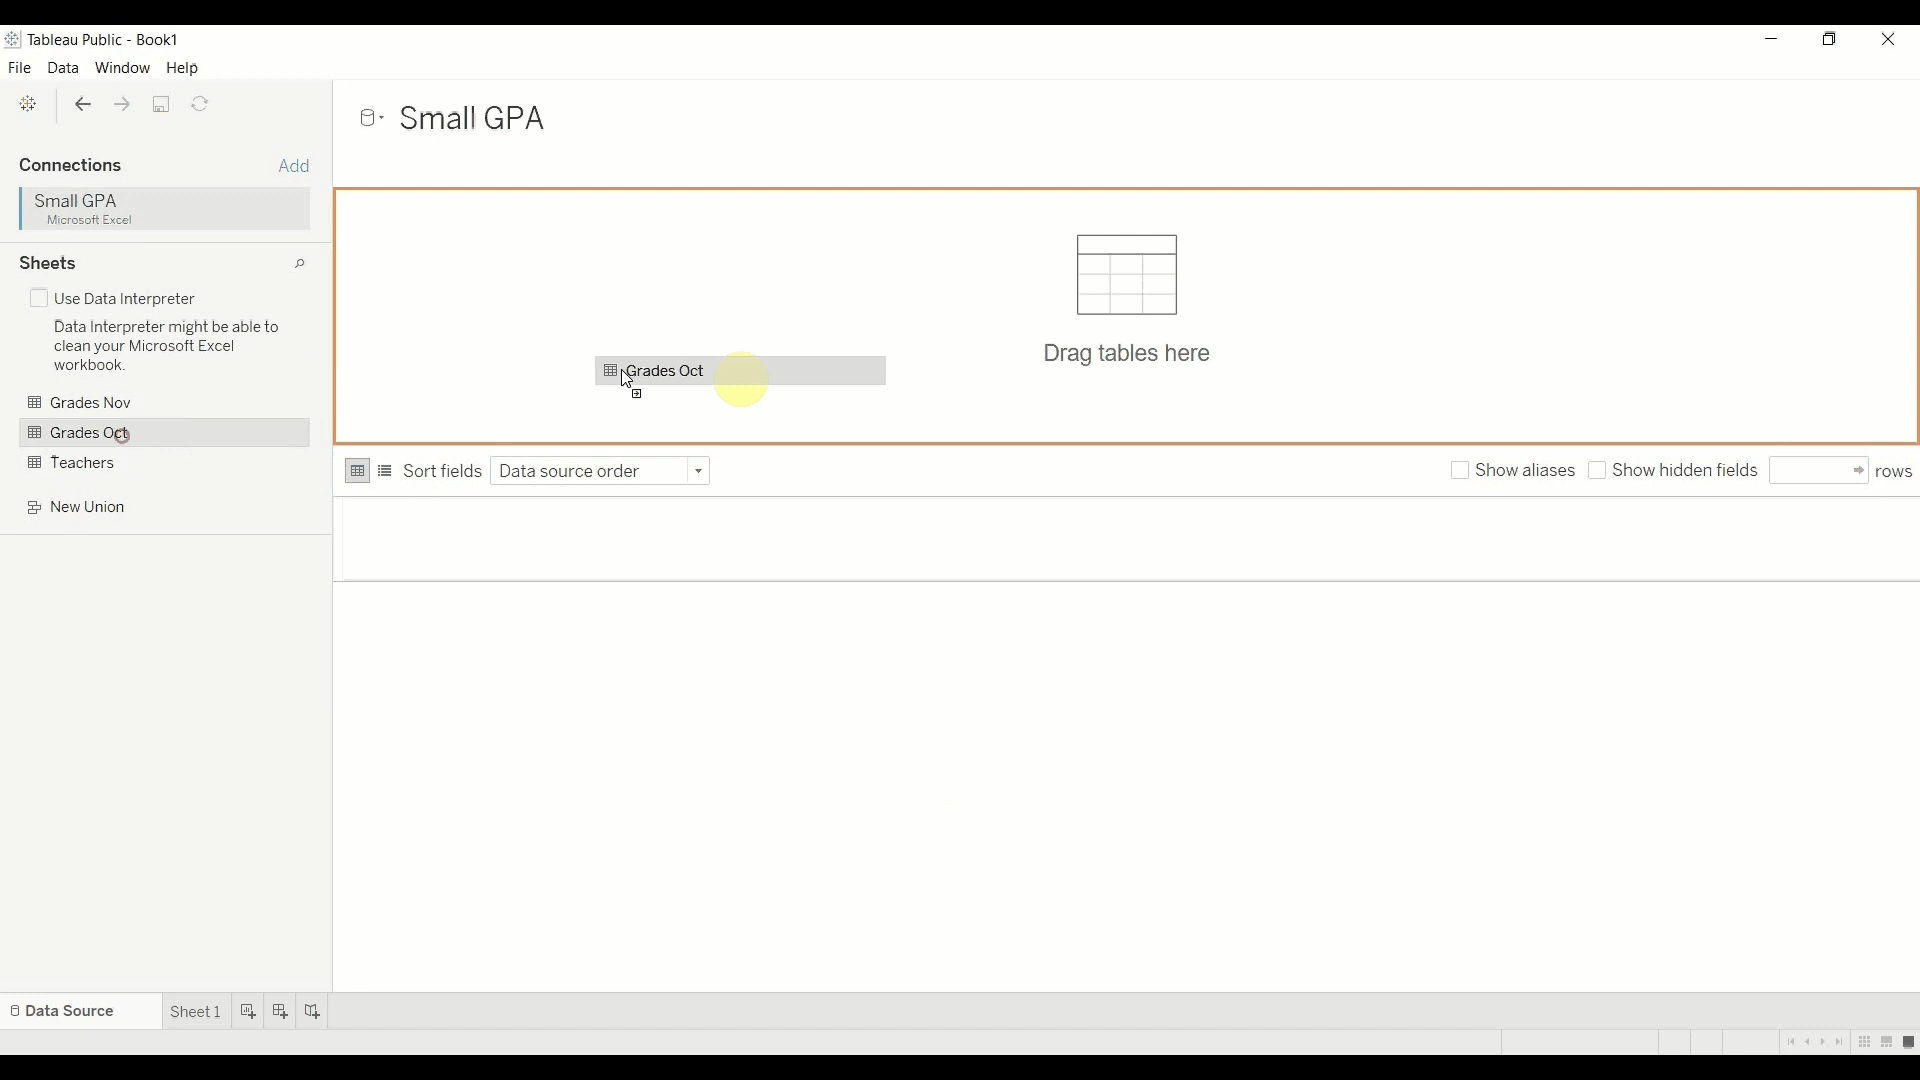 Tableau Public - Book1
File Data Window Help
Small GPA
Connections Add
Small GPA
Microsoft Excel
Sheets
Use Data Interpreter
Data Interpreter might be able to
clean your Microsoft Excel
workbook.
Drag tables here
Grades Oct
Grades Nov
Grades Oct
Teachers
New Union
Sort fields Data source order Show aliases Show hidden fields rows
Data Source Sheet 1